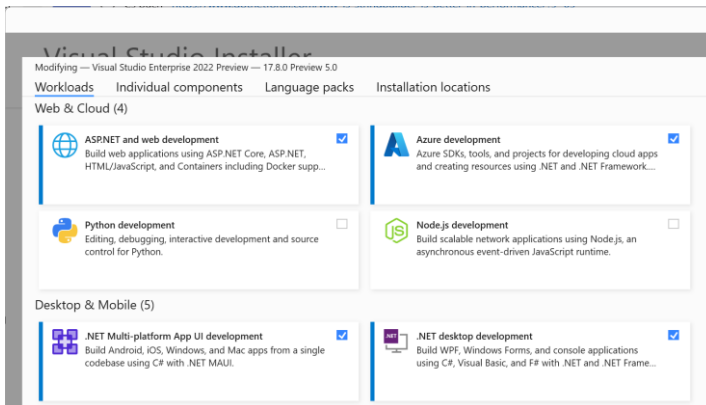 Visual Studio Installer
Modifying — Visual Studio Enterprise 2022 Preview — 17.8.0 Preview 5.0
Workloads Individual components Language packs Installation locations
Web & Cloud (4)
ASP.NET and web development
Build web applications using ASP.NET Core, ASP.NET,
HTML/JavaScript, and Containers including Docker supp...
Azure development
Azure SDKs, tools, and projects for developing cloud apps
and creating resources using .NET and .NET Framework....
Python development
Editing, debugging, interactive development and source
control for Python.
JS
Node.js development
Build scalable network applications using Node.js, an
asynchronous event-driven JavaScript runtime.
Desktop & Mobile (5)
.NET Multi-platform App UI development
Build Android, iOS, Windows, and Mac apps from a single
codebase using C# with .NET MAUI.
.NET
.NET desktop development
Build WPF, Windows Forms, and console applications
using C#, Visual Basic, and F# with .NET and .NET Frame...